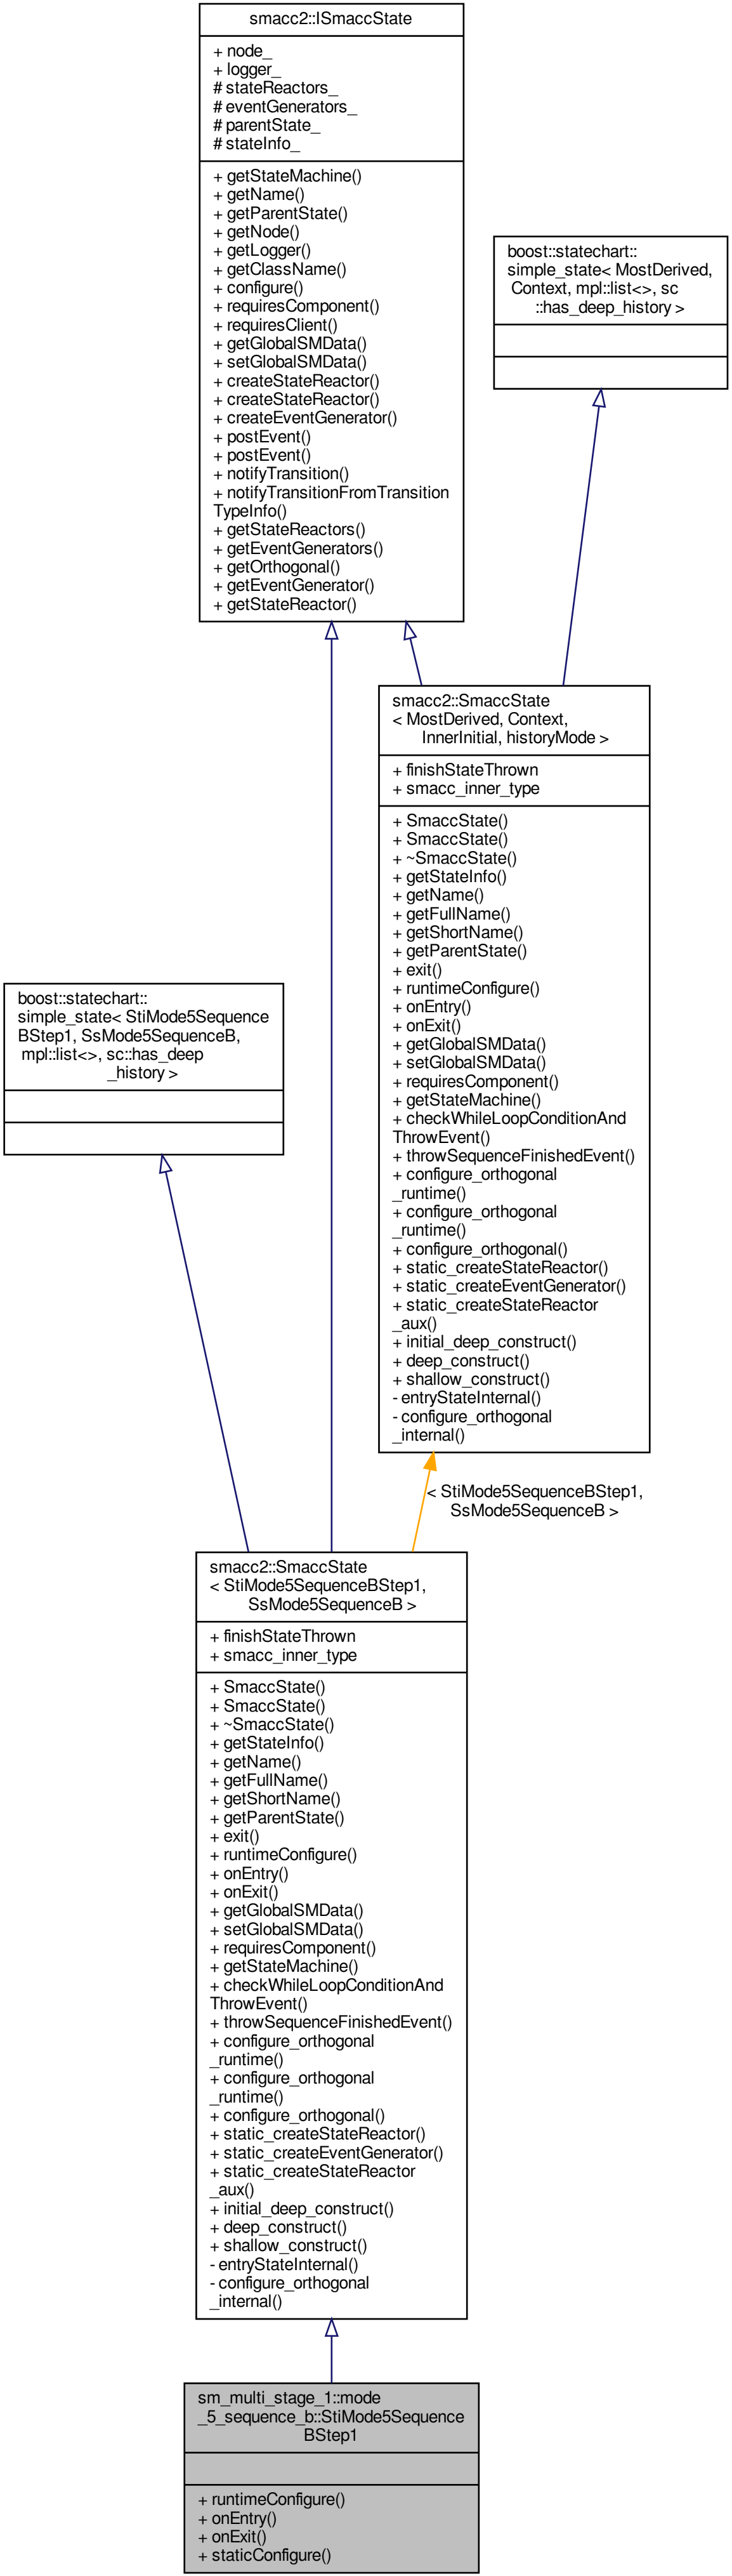 smacc2::ISmaccState
+ node_
+ logger_
# stateReactors_
# eventGenerators_
# parentState_
# stateInfo_
+ getStateMachine()
+ getName()
+ getParentState()
+ getNode()
+ getLogger()
+ getClassName()
+ configure()
+ requiresComponent()
+ requiresClient()
+ getGlobalSMData()
+ setGlobalSMData()
+ createStateReactor()
+ createStateReactor()
+ createEventGenerator()
+ postEvent()
+ postEvent()
+ notifyTransition()
+ notifyTransitionFromTransition
TypeInfo()
+ getStateReactors()
+ getEventGenerators()
+ getOrthogonal()
+ getEventGenerator()
+ getStateReactor()
boost::statechart::
simple_state< MostDerived,
Context, mpl::list<>, sc
::has_deep_history >
smacc2::SmaccState
< MostDerived, Context,
InnerInitial, historyMode >
+ finishStateThrown
+ smacc_inner_type
+ SmaccState()
+ SmaccState()
+ ~SmaccState()
+ getStateInfo()
+ getName()
+ getFullName()
+ getShortName()
+ getParentState()
+ exit()
+ runtimeConfigure()
+ onEntry()
+ onExit()
+ getGlobalSMData()
+ setGlobalSMData()
+ requiresComponent()
+ getStateMachine()
+ checkWhileLoopConditionAnd
ThrowEvent()
+ throwSequenceFinishedEvent()
+ configure_orthogonal
_runtime()
+ configure_orthogonal
_runtime()
+ configure_orthogonal()
+ static_createStateReactor()
+ static_createEventGenerator()
+ static_createStateReactor
_aux()
+ initial_deep_construct()
+ deep_construct()
+ shallow_construct()
- entryStateInternal()
- configure_orthogonal
_internal()
boost::statechart::
simple_state< StiMode5Sequence
BStep1, SsMode5SequenceB,
mpl::list<>, sc::has_deep
_history >
< StiMode5SequenceBStep1,
SsMode5SequenceB >
smacc2::SmaccState
< StiMode5SequenceBStep1,
SsMode5SequenceB >
+ finishStateThrown
+ smacc_inner_type
+ SmaccState()
+ SmaccState()
+ ~SmaccState()
+ getStateInfo()
+ getName()
+ getFullName()
+ getShortName()
+ getParentState()
+ exit()
+ runtimeConfigure()
+ onEntry()
+ onExit()
+ getGlobalSMData()
+ setGlobalSMData()
+ requiresComponent()
+ getStateMachine()
+ checkWhileLoopConditionAnd
ThrowEvent()
+ throwSequenceFinishedEvent()
+ configure_orthogonal
_runtime()
+ configure_orthogonal
_runtime()
+ configure_orthogonal()
+ static_createStateReactor()
+ static_createEventGenerator()
+ static_createStateReactor
_aux()
+ initial_deep_construct()
+ deep_construct()
+ shallow_construct()
- entryStateInternal()
- configure_orthogonal
_internal()
sm_multi_stage_1::mode
_5_sequence_b::StiMode5Sequence
BStep1
+ runtimeConfigure()
+ onEntry()
+ onExit()
+ staticConfigure()